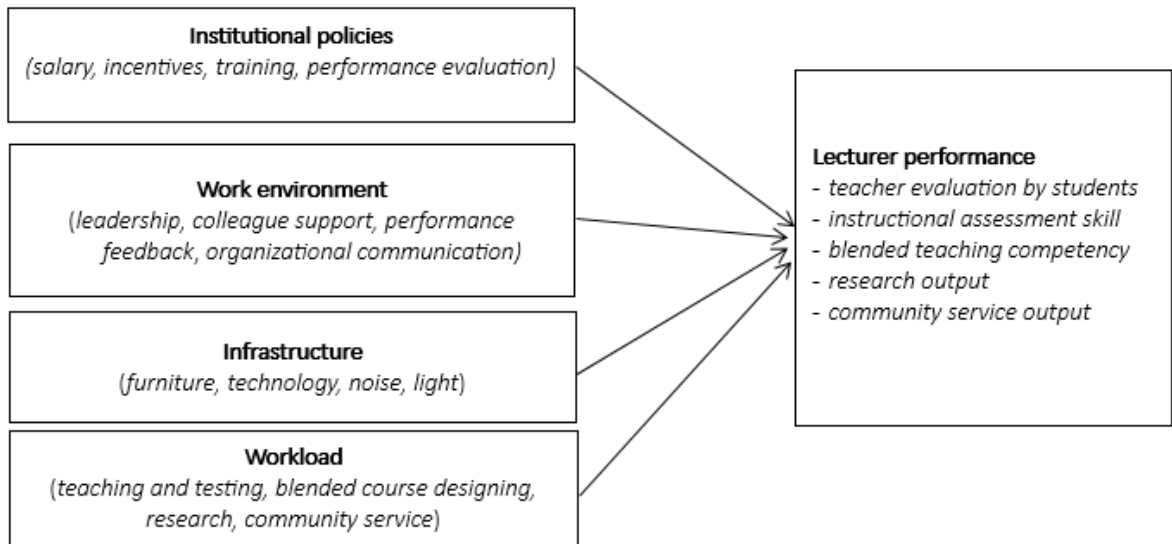 Institutional policies
(salary, incentives, training, performance evaluation)
Work environment
(leadership, colleague support, performance
feedback, organizational communication)
Infrastructure
(furniture, technology, noise, light)
Workload
(teaching and testing, blended course designing,
research, community service)
Lecturer performance
- teacher evaluation by students
- instructional assessment skill
- blended teaching competency
- research output
- community service output